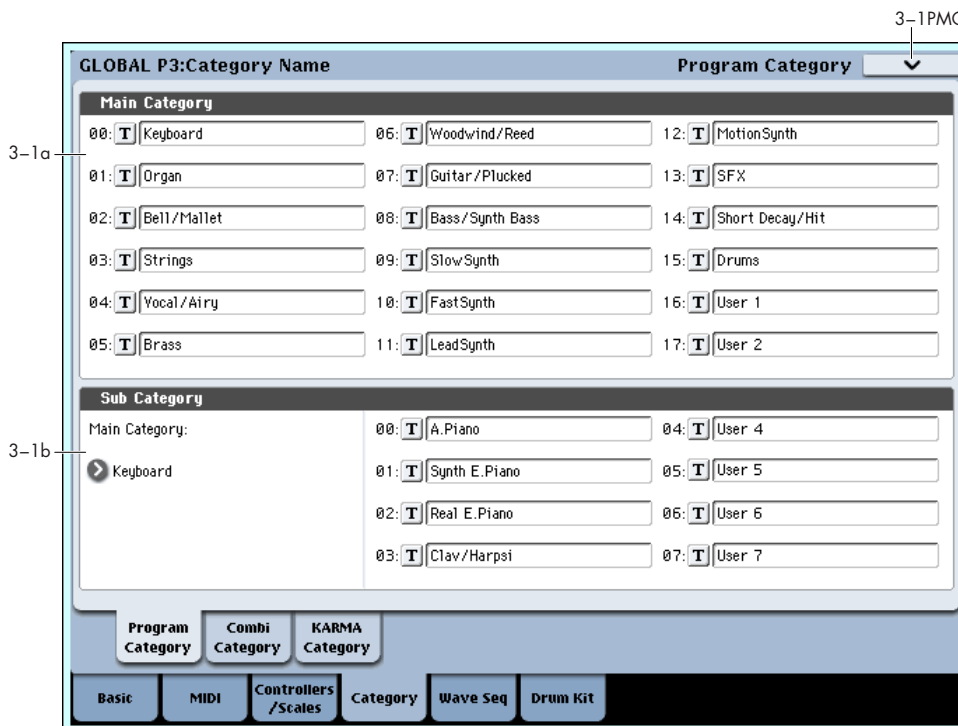 3-1PMC
GLOBAL P3:Category Name
Program Category
Main Category
3-1a
00: T Keyboard
06: T Woodwind/Reed
12: T MotionSynth
01: T Organ
07: T Guitar/Plucked
13: T SFX
02: T Bell/Mallet
08: T Bass/Synth Bass
14: T Short Decay/Hit
03: T Strings
09: T SlowSynth
15: T Drums
04: T Vocal/Airy
10: T FastSynth
16: T User 1
05: T Brass
11: T LeadSynth
17: T User 2
Sub Category
3-1b
Main Category:
Keyboard
00: T A.Piano
04: T User 4
01: T Synth E.Piano
05: T User 5
02: T Real E.Piano
06: T User 6
03: T Clav/Harpsi
07: T User 7
Program
Category
Combi
Category
KARMA
Category
Basic
MIDI
Controllers
/Scales
Category
Wave Seq
Drum Kit